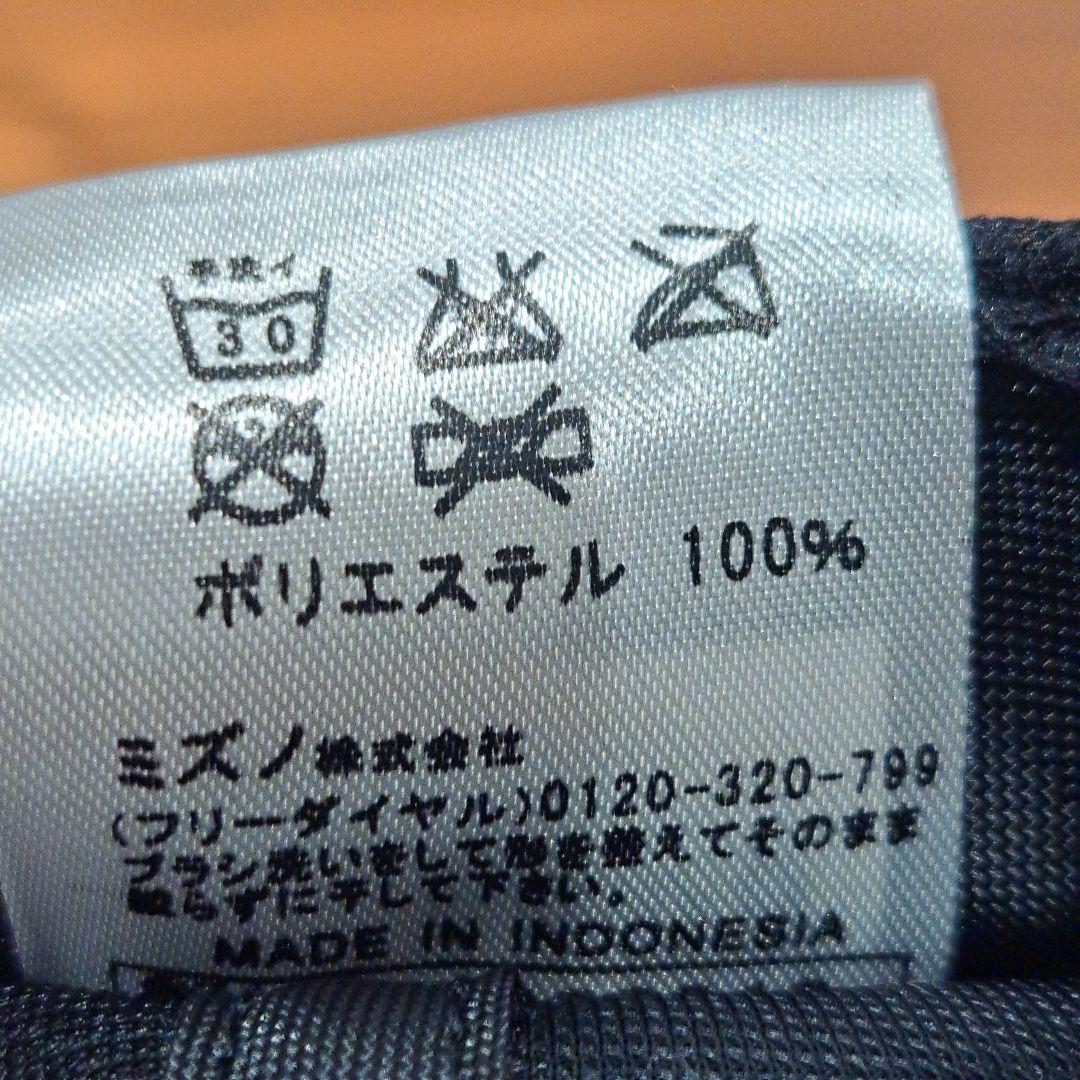 手洗イ
30
ポリエステル 100%
ミズノ株式会社
(フリーダイヤル)0120-320-799
ブラシ洗いをして形を整えてそのまま
絞らずに干して下さい。
MADE IN INDONESIA